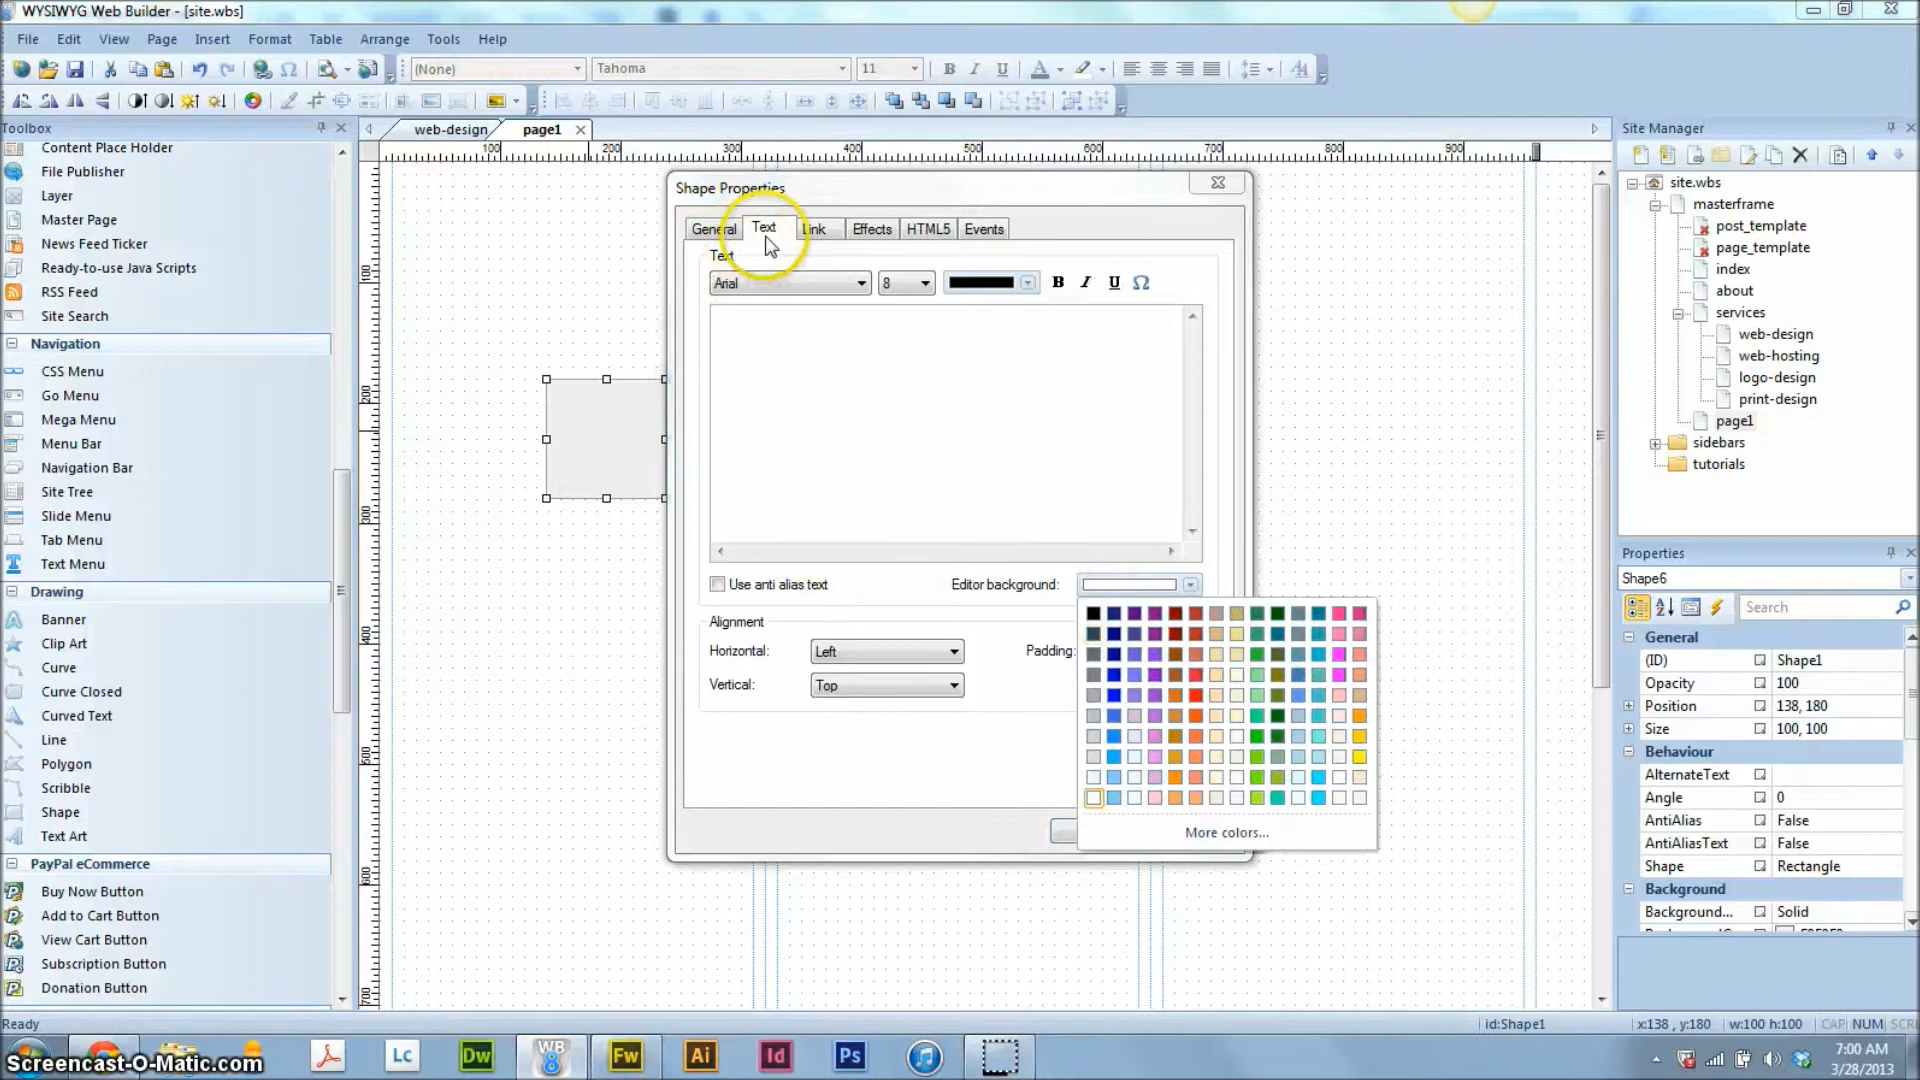 WYSIWYG Web Builder - [site.wbs]
File Edit View Page Insert Format Table Arrange Tools Help
(None) Tahoma 11 B I U A
Toolbox
Content Place Holder
File Publisher
Layer
Master Page
News Feed Ticker
Ready-to-use Java Scripts
RSS Feed
Site Search
Navigation
CSS Menu
Go Menu
Mega Menu
Menu Bar
Navigation Bar
Site Tree
Slide Menu
Tab Menu
Text Menu
Drawing
Banner
Clip Art
Curve
Curve Closed
Curved Text
Line
Polygon
Scribble
Shape
Text Art
PayPal eCommerce
Buy Now Button
Add to Cart Button
View Cart Button
Subscription Button
Donation Button
web-design page1
100 200 300 400 500 600 700 800 900
100
200
300
400
500
600
700
Shape Properties
General Text Link Effects HTML5 Events
Text
Arial 8 B I U Ω
Use anti alias text Editor background:
Alignment
Horizontal: Left Padding:
Vertical: Top
More colors...
Site Manager
site.wbs
masterframe
post_template
page_template
index
about
services
web-design
web-hosting
logo-design
print-design
page1
sidebars
tutorials
Properties
Shape6
Search
General
(ID) Shape1
Opacity 100
Position 138, 180
Size 100, 100
Behaviour
AlternateText
Angle 0
AntiAlias False
AntiAliasText False
Shape Rectangle
Background
Background... Solid
Ready id:Shape1 x:138 , y:180 w:100 h:100 CAP NUM SCRL
Screencast-O-Matic.com
Lc Dw WB 8 Fw Ai Id Ps
7:00 AM
3/28/2013